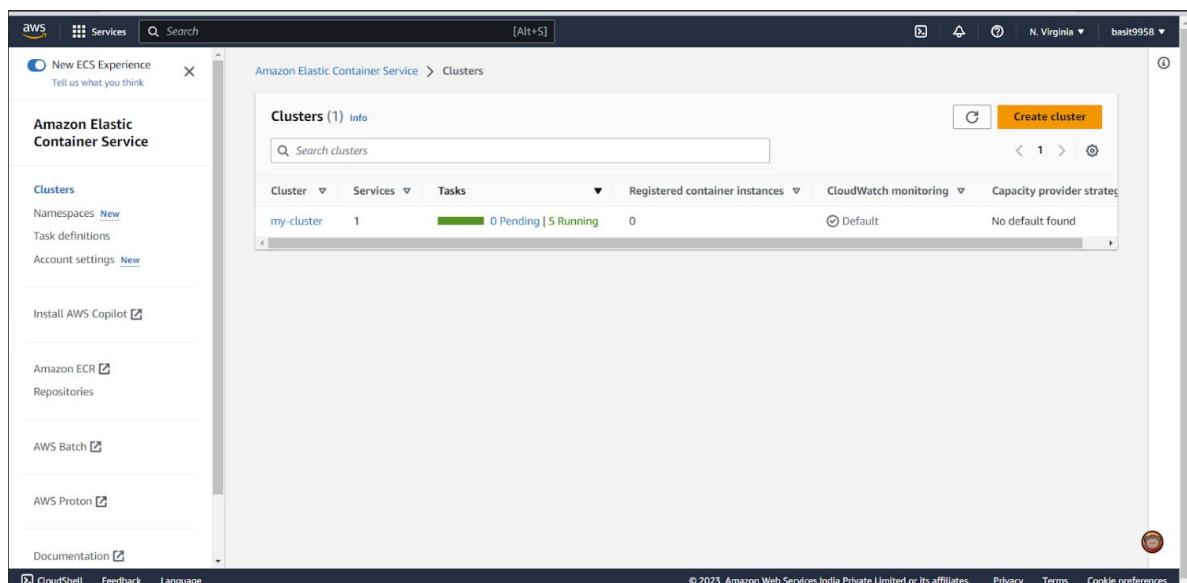 aws Services Search [Alt+S] N. Virginia basit9958
New ECS Experience
Tell us what you think
Amazon Elastic
Container Service
Clusters
Namespaces New
Task definitions
Account settings New
Install AWS Copilot
Amazon ECR
Repositories
AWS Batch
AWS Proton
Documentation
Amazon Elastic Container Service > Clusters
Clusters (1) Info
Create cluster
Search clusters
1
Cluster Services Tasks Registered container instances CloudWatch monitoring Capacity provider strateg
my-cluster 1 0 Pending | 5 Running 0 Default No default found
CloudShell Feedback Language © 2023, Amazon Web Services India Private Limited or its affiliates. Privacy Terms Cookie preferences